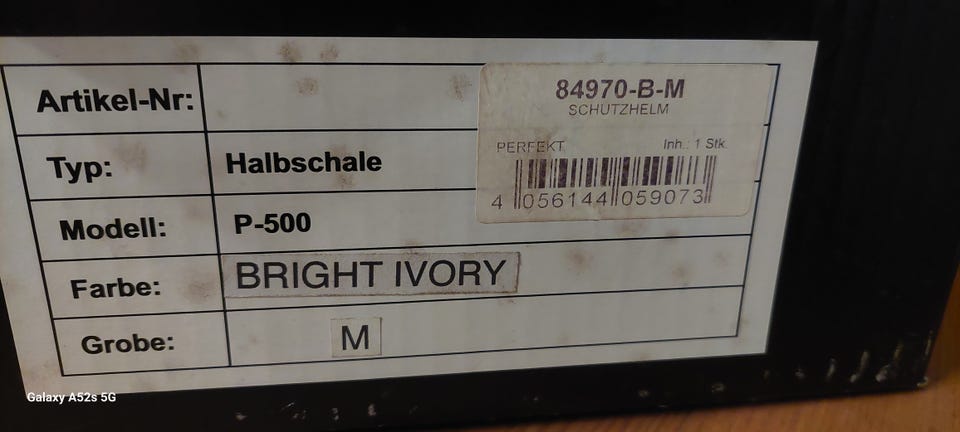 Artikel-Nr:
84970-B-M
SCHUTZHELM
PERFEKT Inh.: 1 Stk.
4 056144 059073
Typ: Halbschale
Modell: P-500
Farbe: BRIGHT IVORY
Grobe: M
Galaxy A52s 5G